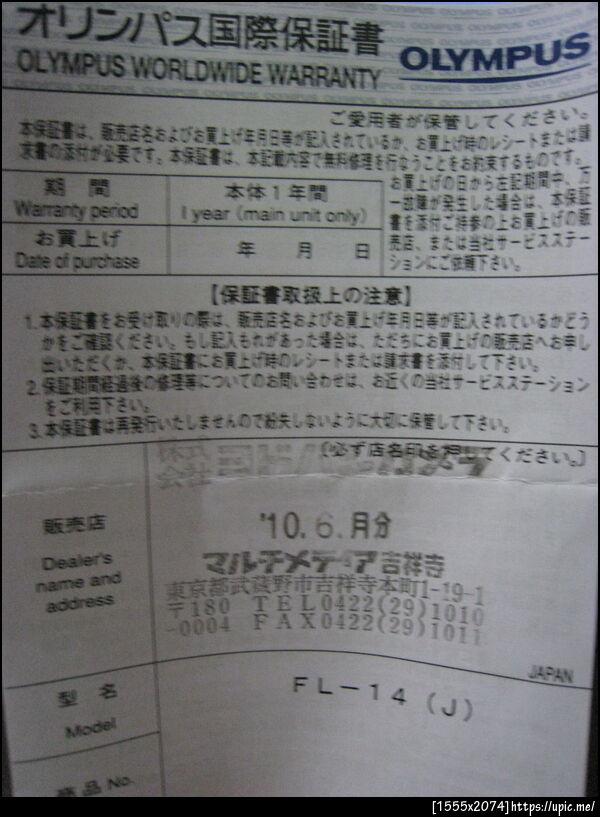 オリンパス国際保証書
OLYMPUS WORLDWIDE WARRANTY
OLYMPUS
ご愛用者が保管してください。
本保証書は、販売店名およびお買上げ年月日等が記入されているか、お買上げ時のレシートまたは請
求書の添付が必要です。本保証書は、本記載内容で無料修理を行なうことをお約束するものです。
期間
Warranty period
本体1年間
1 year (main unit only)
お買上げ
Date of purchase
年 月 日
お買上げの日から左記期間中、万
一故障が発生した場合は、本保証
書を添付ご持参の上お買上げの販
売店、または当社サービスステー
ションにご依頼下さい。
【保証書取扱上の注意】
1. 本保証書をお受け取りの際は、販売店名およびお買上げ年月日等が記入されているかどう
かをご確認ください。もし記入もれがあった場合は、ただちにお買上げの販売店へお申し
出いただくか、本保証書にお買上げ時のレシートまたは請求書を添付して下さい。
2. 保証期間経過後の修理等についてのお問い合わせは、お近くの当社サービスステーション
をご利用下さい。
3. 本保証書は再発行いたしませんので紛失しないように大切に保管して下さい。
(必ず店名印を押してください。)
株式
会社 ヨドバシカメラ
販売店
Dealer's
name and
address
'10.6.月分
マルチメディア吉祥寺
東京都武蔵野市吉祥寺本町1-19-1
〒180 TEL0422(29)1010
-0004 FAX0422(29)1011
JAPAN
型名
Model
FL-14 (J)
商品 No.
[1555x2074]https://upic.me/